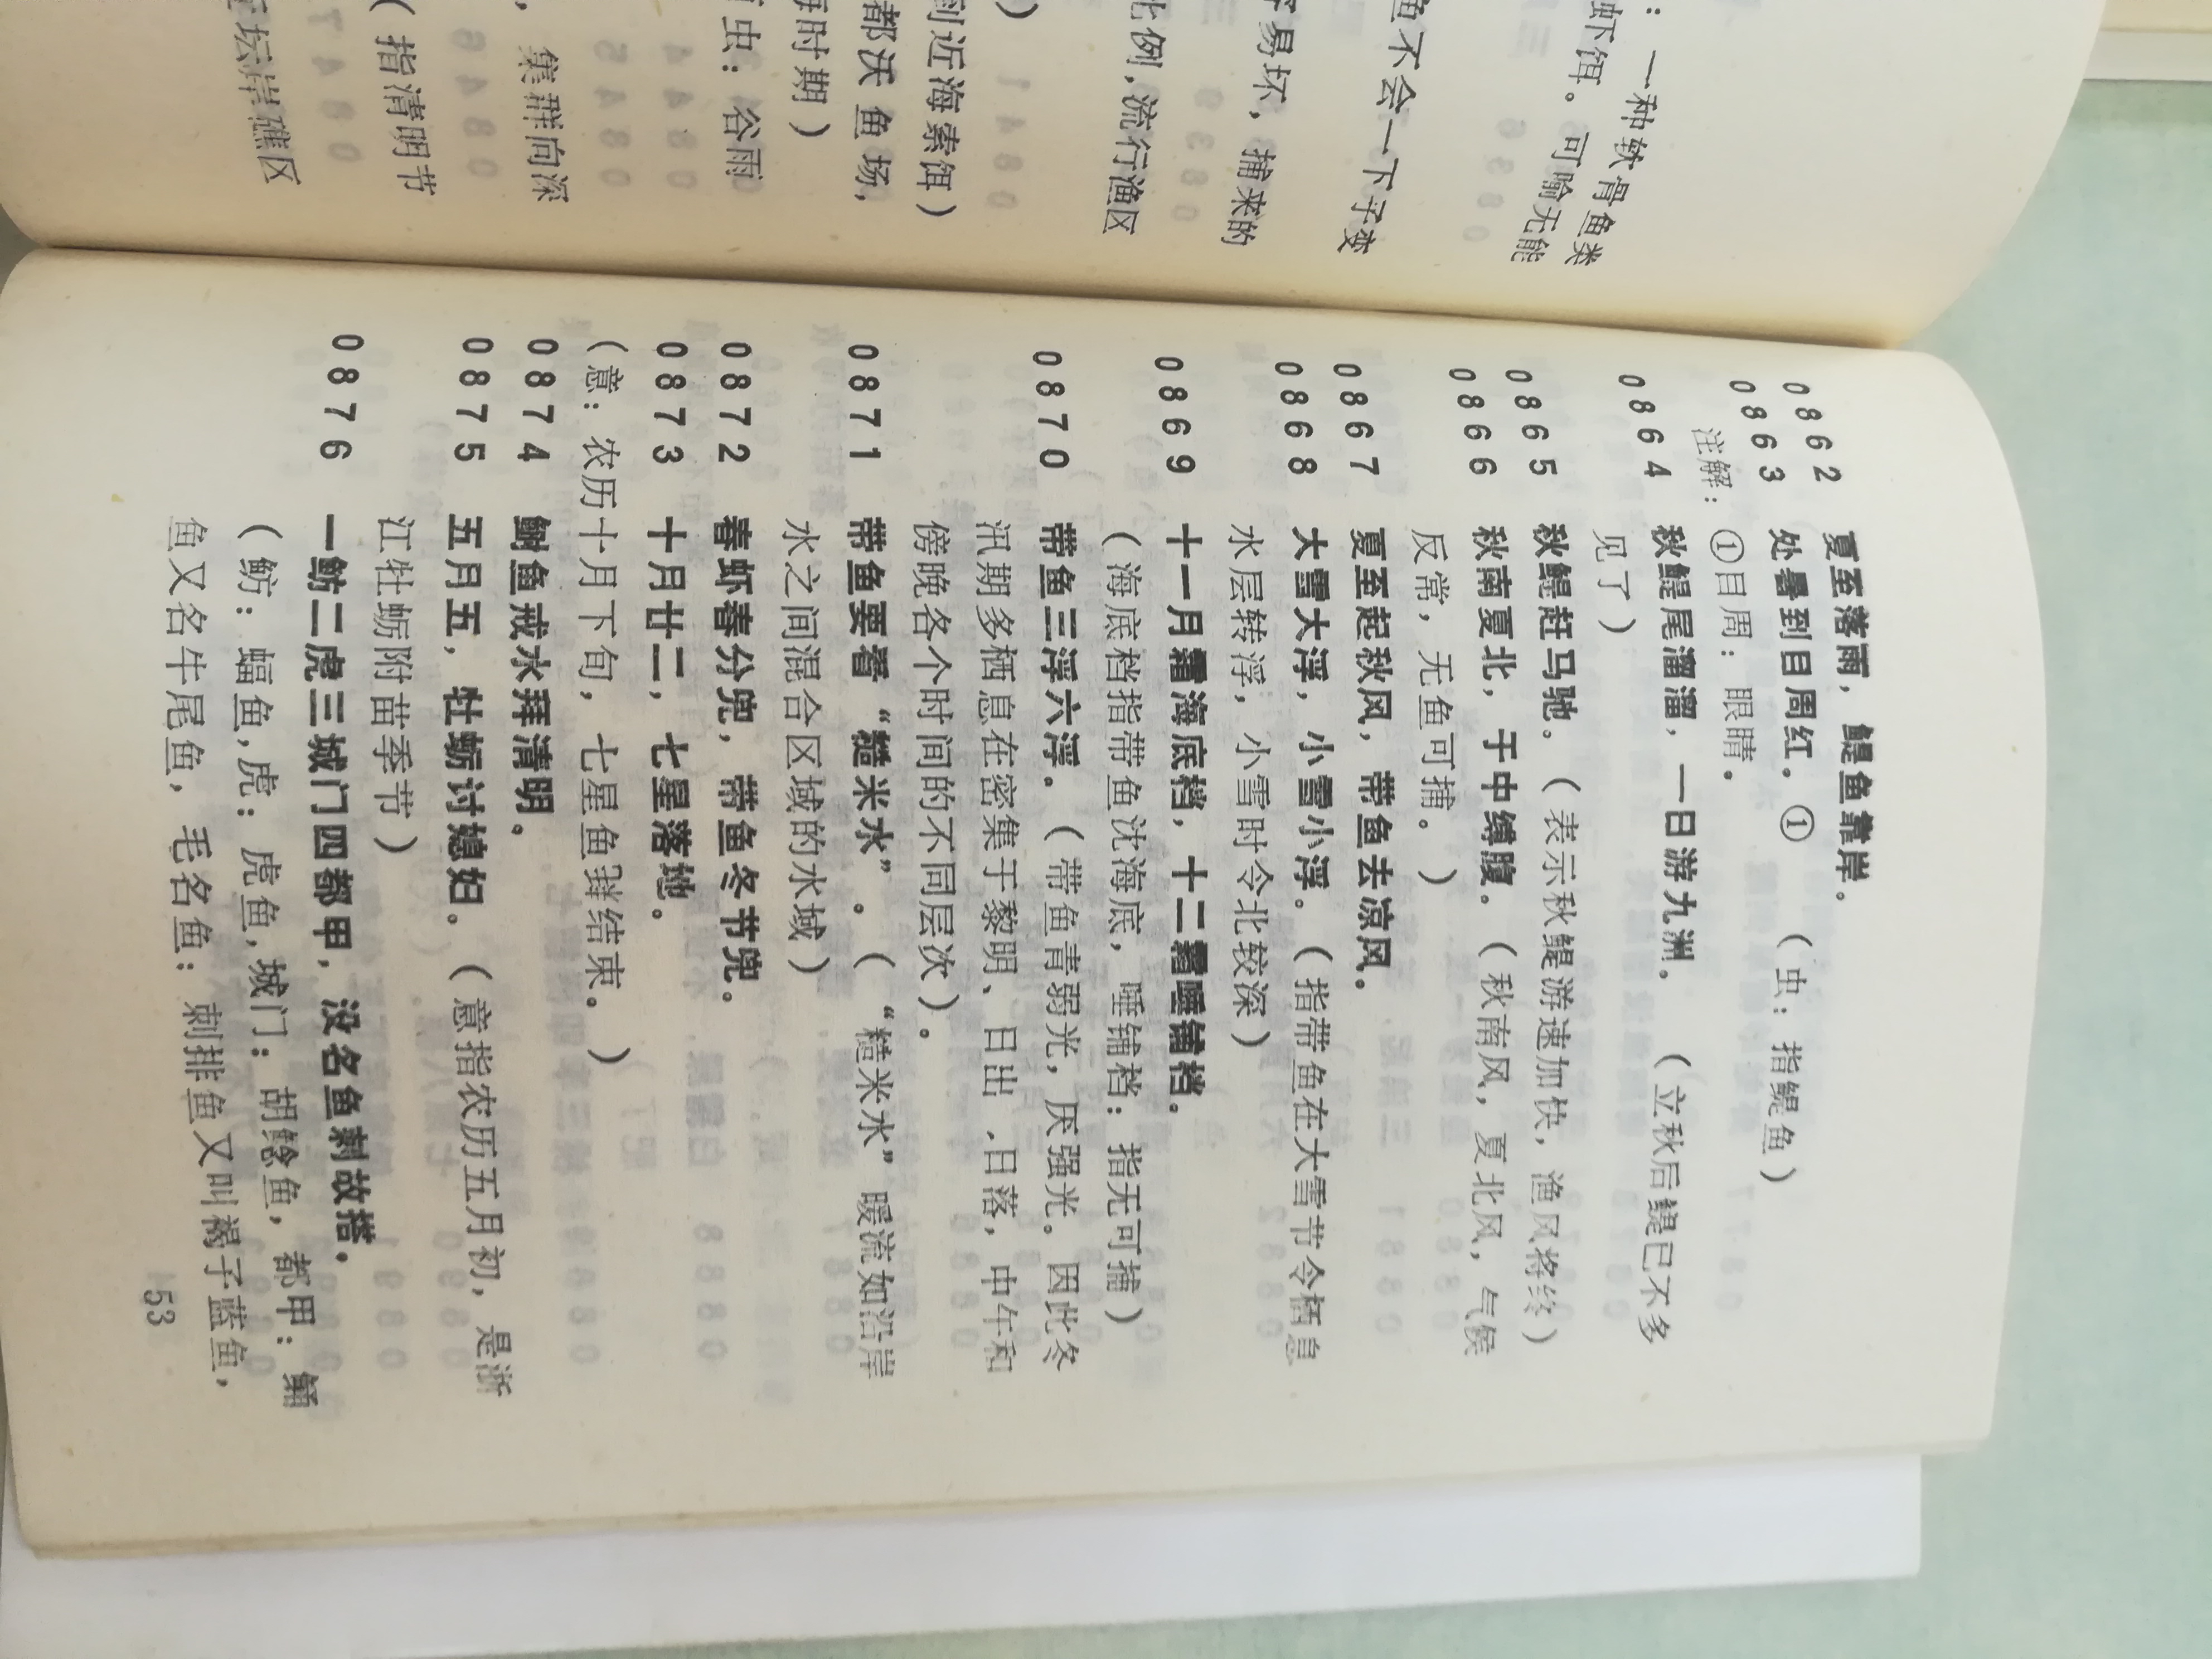 ：一种软骨鱼类
虾饵。可喻无能
鱼不会一下子变
容易坏，捕来的
比例，流行渔区
）
到近海索饵）
都沃鱼场，
海时期）
虫：谷雨
，集群向深
（指清明节
坛岸礁区
0862 夏至落雨，鳀鱼靠岸。
0863 处暑到目周红。① （虫：指鳀鱼）
注解：①目周：眼睛。
0864 秋鳀尾溜溜，一日游九洲。 （立秋后鳀已不多
见了）
0865 秋鳀赶马驰。（表示秋鳀游速加快，渔风将终）
0866 秋南夏北，于中缚腹。（秋南风，夏北风，气候
反常，无鱼可捕。）
0867 夏至起秋风，带鱼去凉风。
0868 大雪大浮，小雪小浮。（指带鱼在大雪节令栖息
水层转浮，小雪时令北较深）
0869 十一月霜海底档，十二霜唾铺档。
（海底档指带鱼沈海底，唾铺档：指无可捕）
0870 带鱼三浮六浮。（带鱼青弱光，厌强光。因此冬
汛期多栖息在密集于黎明、日出，日落，中午和
傍晚各个时间的不同层次）。
0871 带鱼要看“糙米水”。（“糙米水”暖流如沿岸
水之间混合区域的水域）
0872 春虾春分兜，带鱼冬节兜。
0873 十月廿二，七星落地。
（意：农历十月下旬，七星鱼结束。）
0874 鲥鱼戒水拜清明。
0875 五月五，牡蛎讨媳妇。（意指农历五月初，是浙
江牡蛎附苗季节）
0876 一鲂二虎三城门四都甲，没名鱼刺故搭。
（鲂：蝠鱼，虎：虎鱼，城门：胡鲶鱼，都甲：鲬
鱼又名牛尾鱼，毛名鱼：刺排鱼又叫褐子蓝鱼，
53